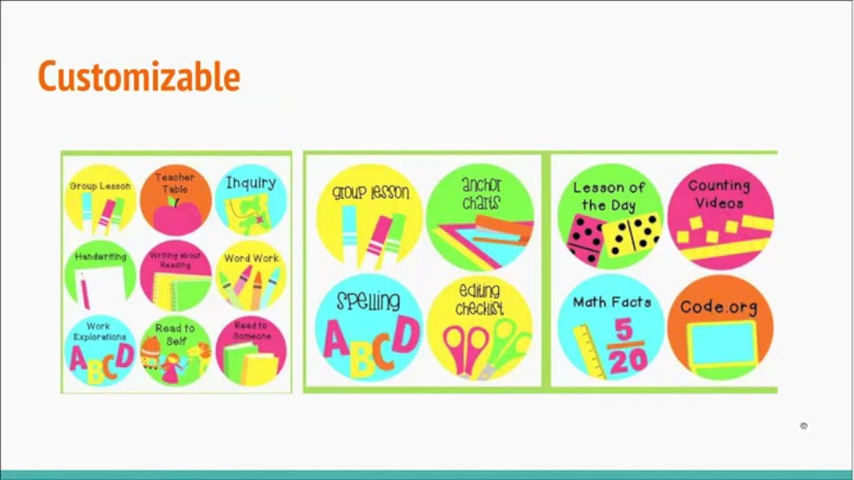 Customizable
Group Lesson
Teacher
Table
Inquiry
Handwriting
Writing about
Reading
Word Work
Work
Explorations
ABCD
Read to
Self
Read to
Someone
group lesson
anchor
charts
spelling
ABCD
editing
checklist
Lesson of
the Day
Counting
Videos
Math Facts
5
20
Code.org